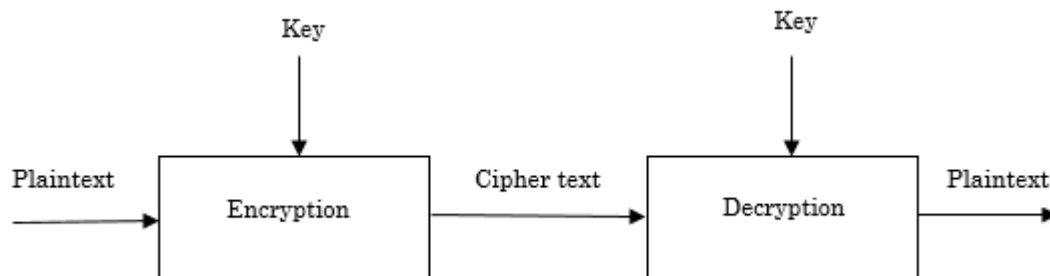 Key
Key
Plaintext
Cipher text
Plaintext
Encryption
Decryption